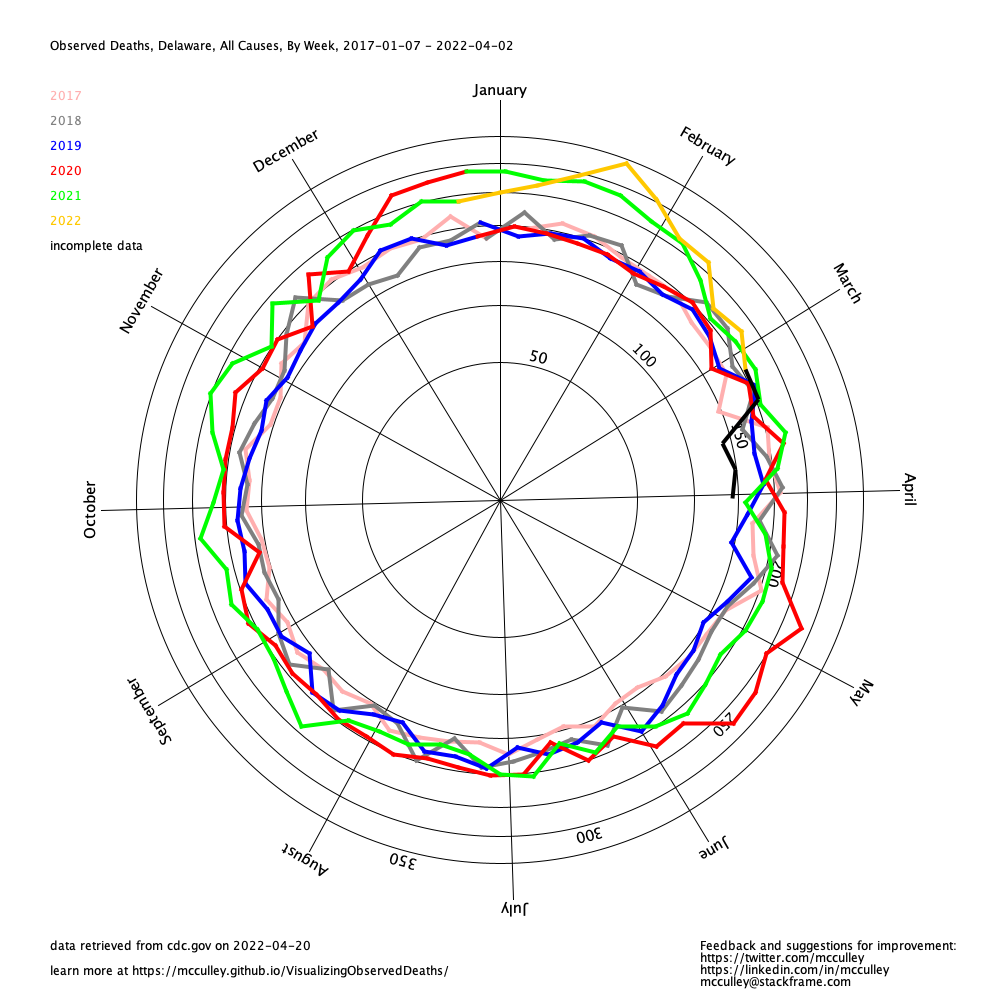 Observed Deaths, Delaware, All Causes, By Week, 2017-01-07 - 2022-04-02
2017
2018
2019
2020
2021
2022
incomplete data
January
February
March
April
May
June
July
August
September
October
November
December
50
100
150
200
250
300
350
data retrieved from cdc.gov on 2022-04-20
learn more at https://mcculley.github.io/VisualizingObservedDeaths/
Feedback and suggestions for improvement:
https://twitter.com/mcculley
https://linkedin.com/in/mcculley
mcculley@stackframe.com